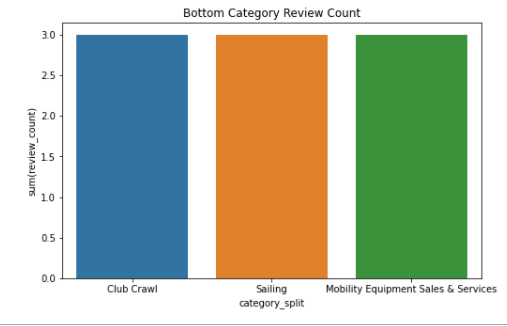 Bottom Category Review Count
sum(review_count)
3.0
2.5
2.0
1.5
1.0
0.5
0.0
Club Crawl Sailing Mobility Equipment Sales & Services
category_split